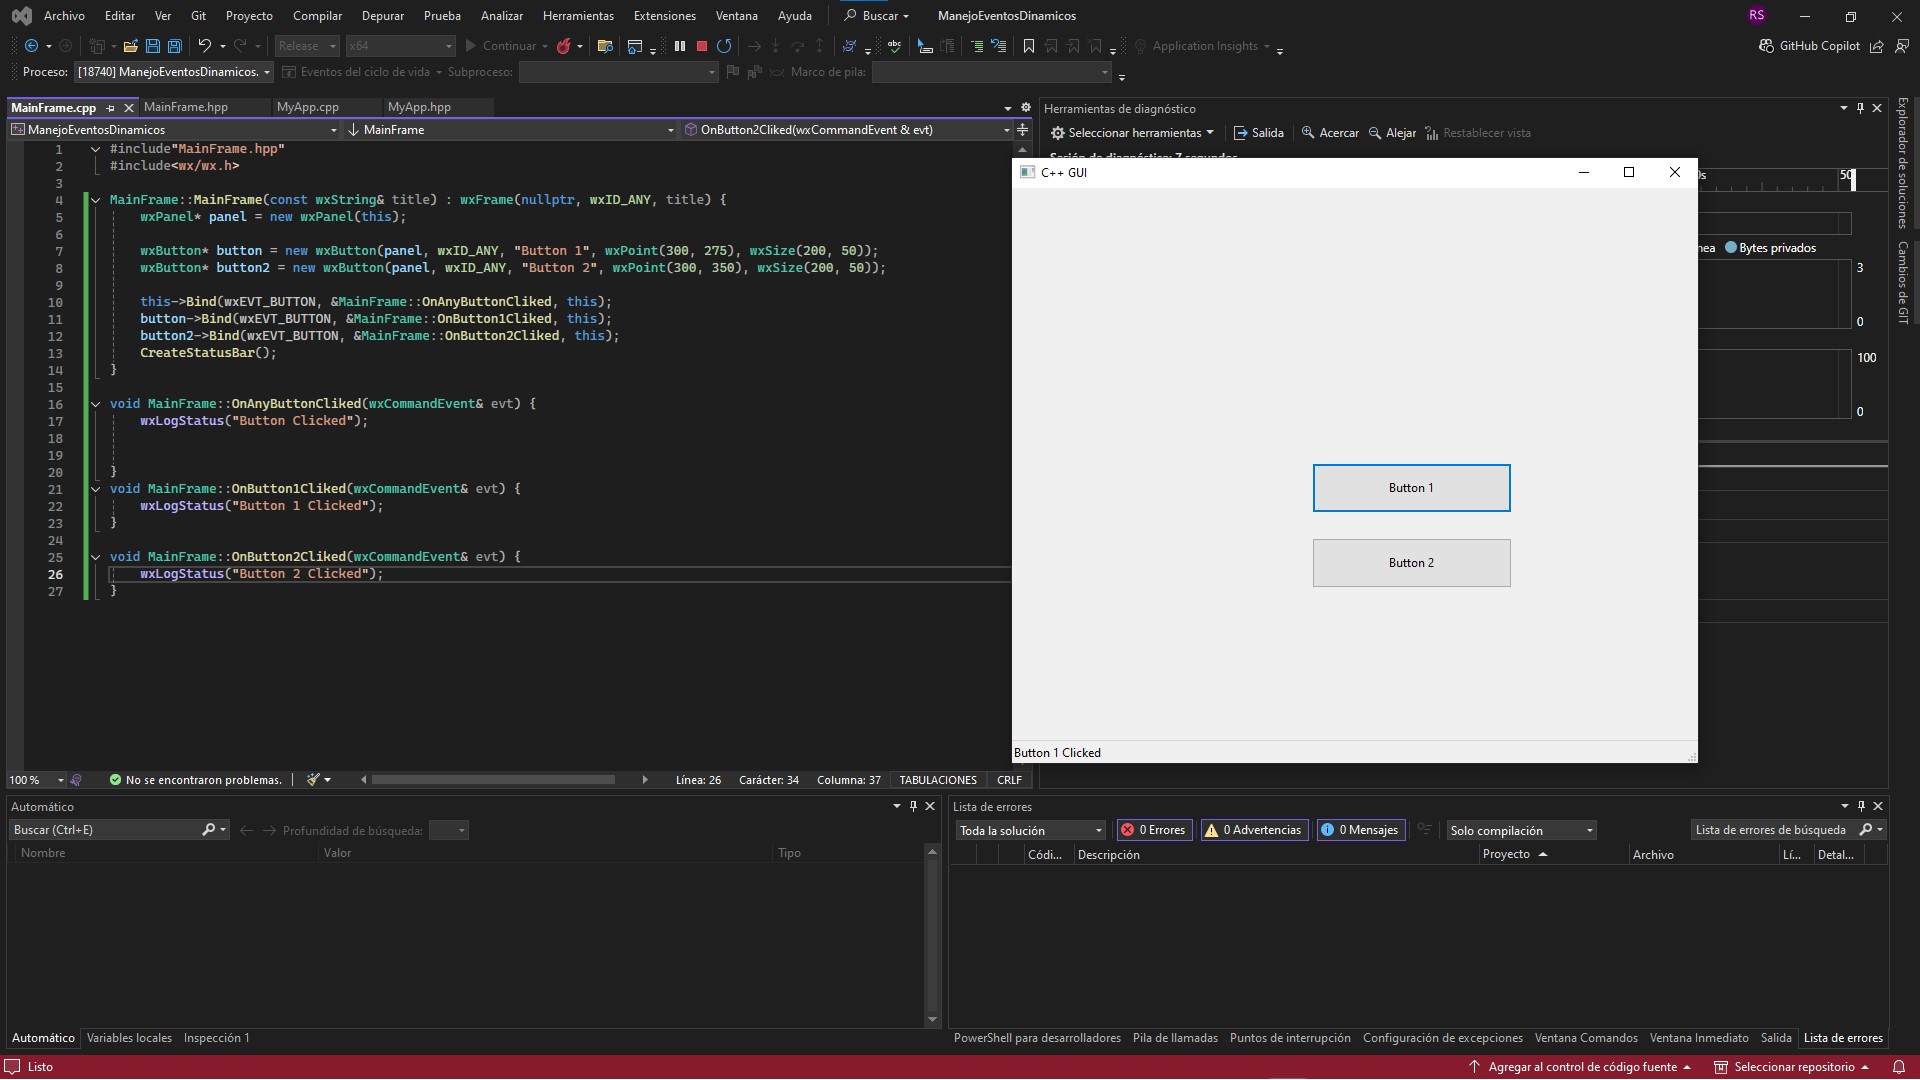 Archivo Editar Ver Git Proyecto Compilar Depurar Prueba Analizar Herramientas Extensiones Ventana Ayuda Buscar ManejoEventosDinamicos RS
Release x64 Continuar Application Insights GitHub Copilot
Proceso: [18740] ManejoEventosDinamicos. Eventos del ciclo de vida Subproceso: Marco de pila:
MainFrame.cpp MainFrame.hpp MyApp.cpp MyApp.hpp
ManejoEventosDinamicos MainFrame OnButton2Cliked(wxCommandEvent & evt)
1 #include"MainFrame.hpp"
2 #include<wx/wx.h>
3
4 MainFrame::MainFrame(const wxString& title) : wxFrame(nullptr, wxID_ANY, title) {
5 wxPanel* panel = new wxPanel(this);
6
7 wxButton* button = new wxButton(panel, wxID_ANY, "Button 1", wxPoint(300, 275), wxSize(200, 50));
8 wxButton* button2 = new wxButton(panel, wxID_ANY, "Button 2", wxPoint(300, 350), wxSize(200, 50));
9
10 this->Bind(wxEVT_BUTTON, &MainFrame::OnAnyButtonCliked, this);
11 button->Bind(wxEVT_BUTTON, &MainFrame::OnButton1Cliked, this);
12 button2->Bind(wxEVT_BUTTON, &MainFrame::OnButton2Cliked, this);
13 CreateStatusBar();
14 }
15
16 void MainFrame::OnAnyButtonCliked(wxCommandEvent& evt) {
17 wxLogStatus("Button Clicked");
18
19
20 }
21 void MainFrame::OnButton1Cliked(wxCommandEvent& evt) {
22 wxLogStatus("Button 1 Clicked");
23 }
24
25 void MainFrame::OnButton2Cliked(wxCommandEvent& evt) {
26 wxLogStatus("Button 2 Clicked");
27 }
100 % No se encontraron problemas. Línea: 26 Carácter: 34 Columna: 37 TABULACIONES CRLF
Herramientas de diagnóstico
Seleccionar herramientas Salida Acercar Alejar Restablecer vista
Sesión de diagnóstico: 7 segundos
50
Bytes privados
3
0
100
0
C++ GUI
Button 1
Button 2
Button 1 Clicked
Explorador de soluciones
Cambios de GIT
Automático
Buscar (Ctrl+E) Profundidad de búsqueda:
Nombre Valor Tipo
Automático Variables locales Inspección 1
Lista de errores
Toda la solución 0 Errores 0 Advertencias 0 Mensajes Solo compilación Lista de errores de búsqueda
Códi... Descripción Proyecto Archivo Lí... Detal...
PowerShell para desarrolladores Pila de llamadas Puntos de interrupción Configuración de excepciones Ventana Comandos Ventana Inmediato Salida Lista de errores
Listo Agregar al control de código fuente Seleccionar repositorio